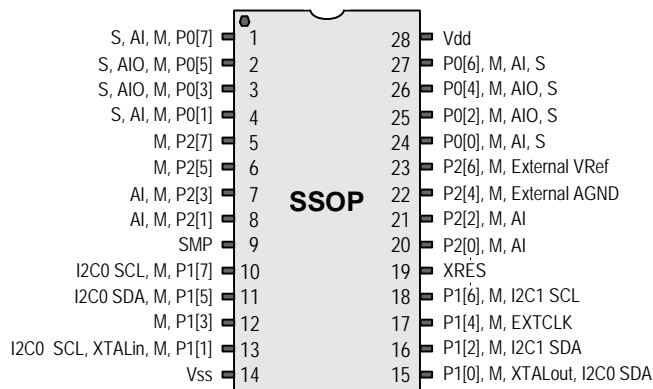 S, AI, M, P0[7] 1 28 Vdd
S, AIO, M, P0[5] 2 27 P0[6], M, AI, S
S, AIO, M, P0[3] 3 26 P0[4], M, AIO, S
S, AI, M, P0[1] 4 25 P0[2], M, AIO, S
M, P2[7] 5 24 P0[0], M, AI, S
M, P2[5] 6 23 P2[6], M, External VRef
AI, M, P2[3] 7 SSOP 22 P2[4], M, External AGND
AI, M, P2[1] 8 21 P2[2], M, AI
SMP 9 20 P2[0], M, AI
I2C0 SCL, M, P1[7] 10 19 XRES
I2C0 SDA, M, P1[5] 11 18 P1[6], M, I2C1 SCL
M, P1[3] 12 17 P1[4], M, EXTCLK
I2C0 SCL, XTALin, M, P1[1] 13 16 P1[2], M, I2C1 SDA
Vss 14 15 P1[0], M, XTALout, I2C0 SDA